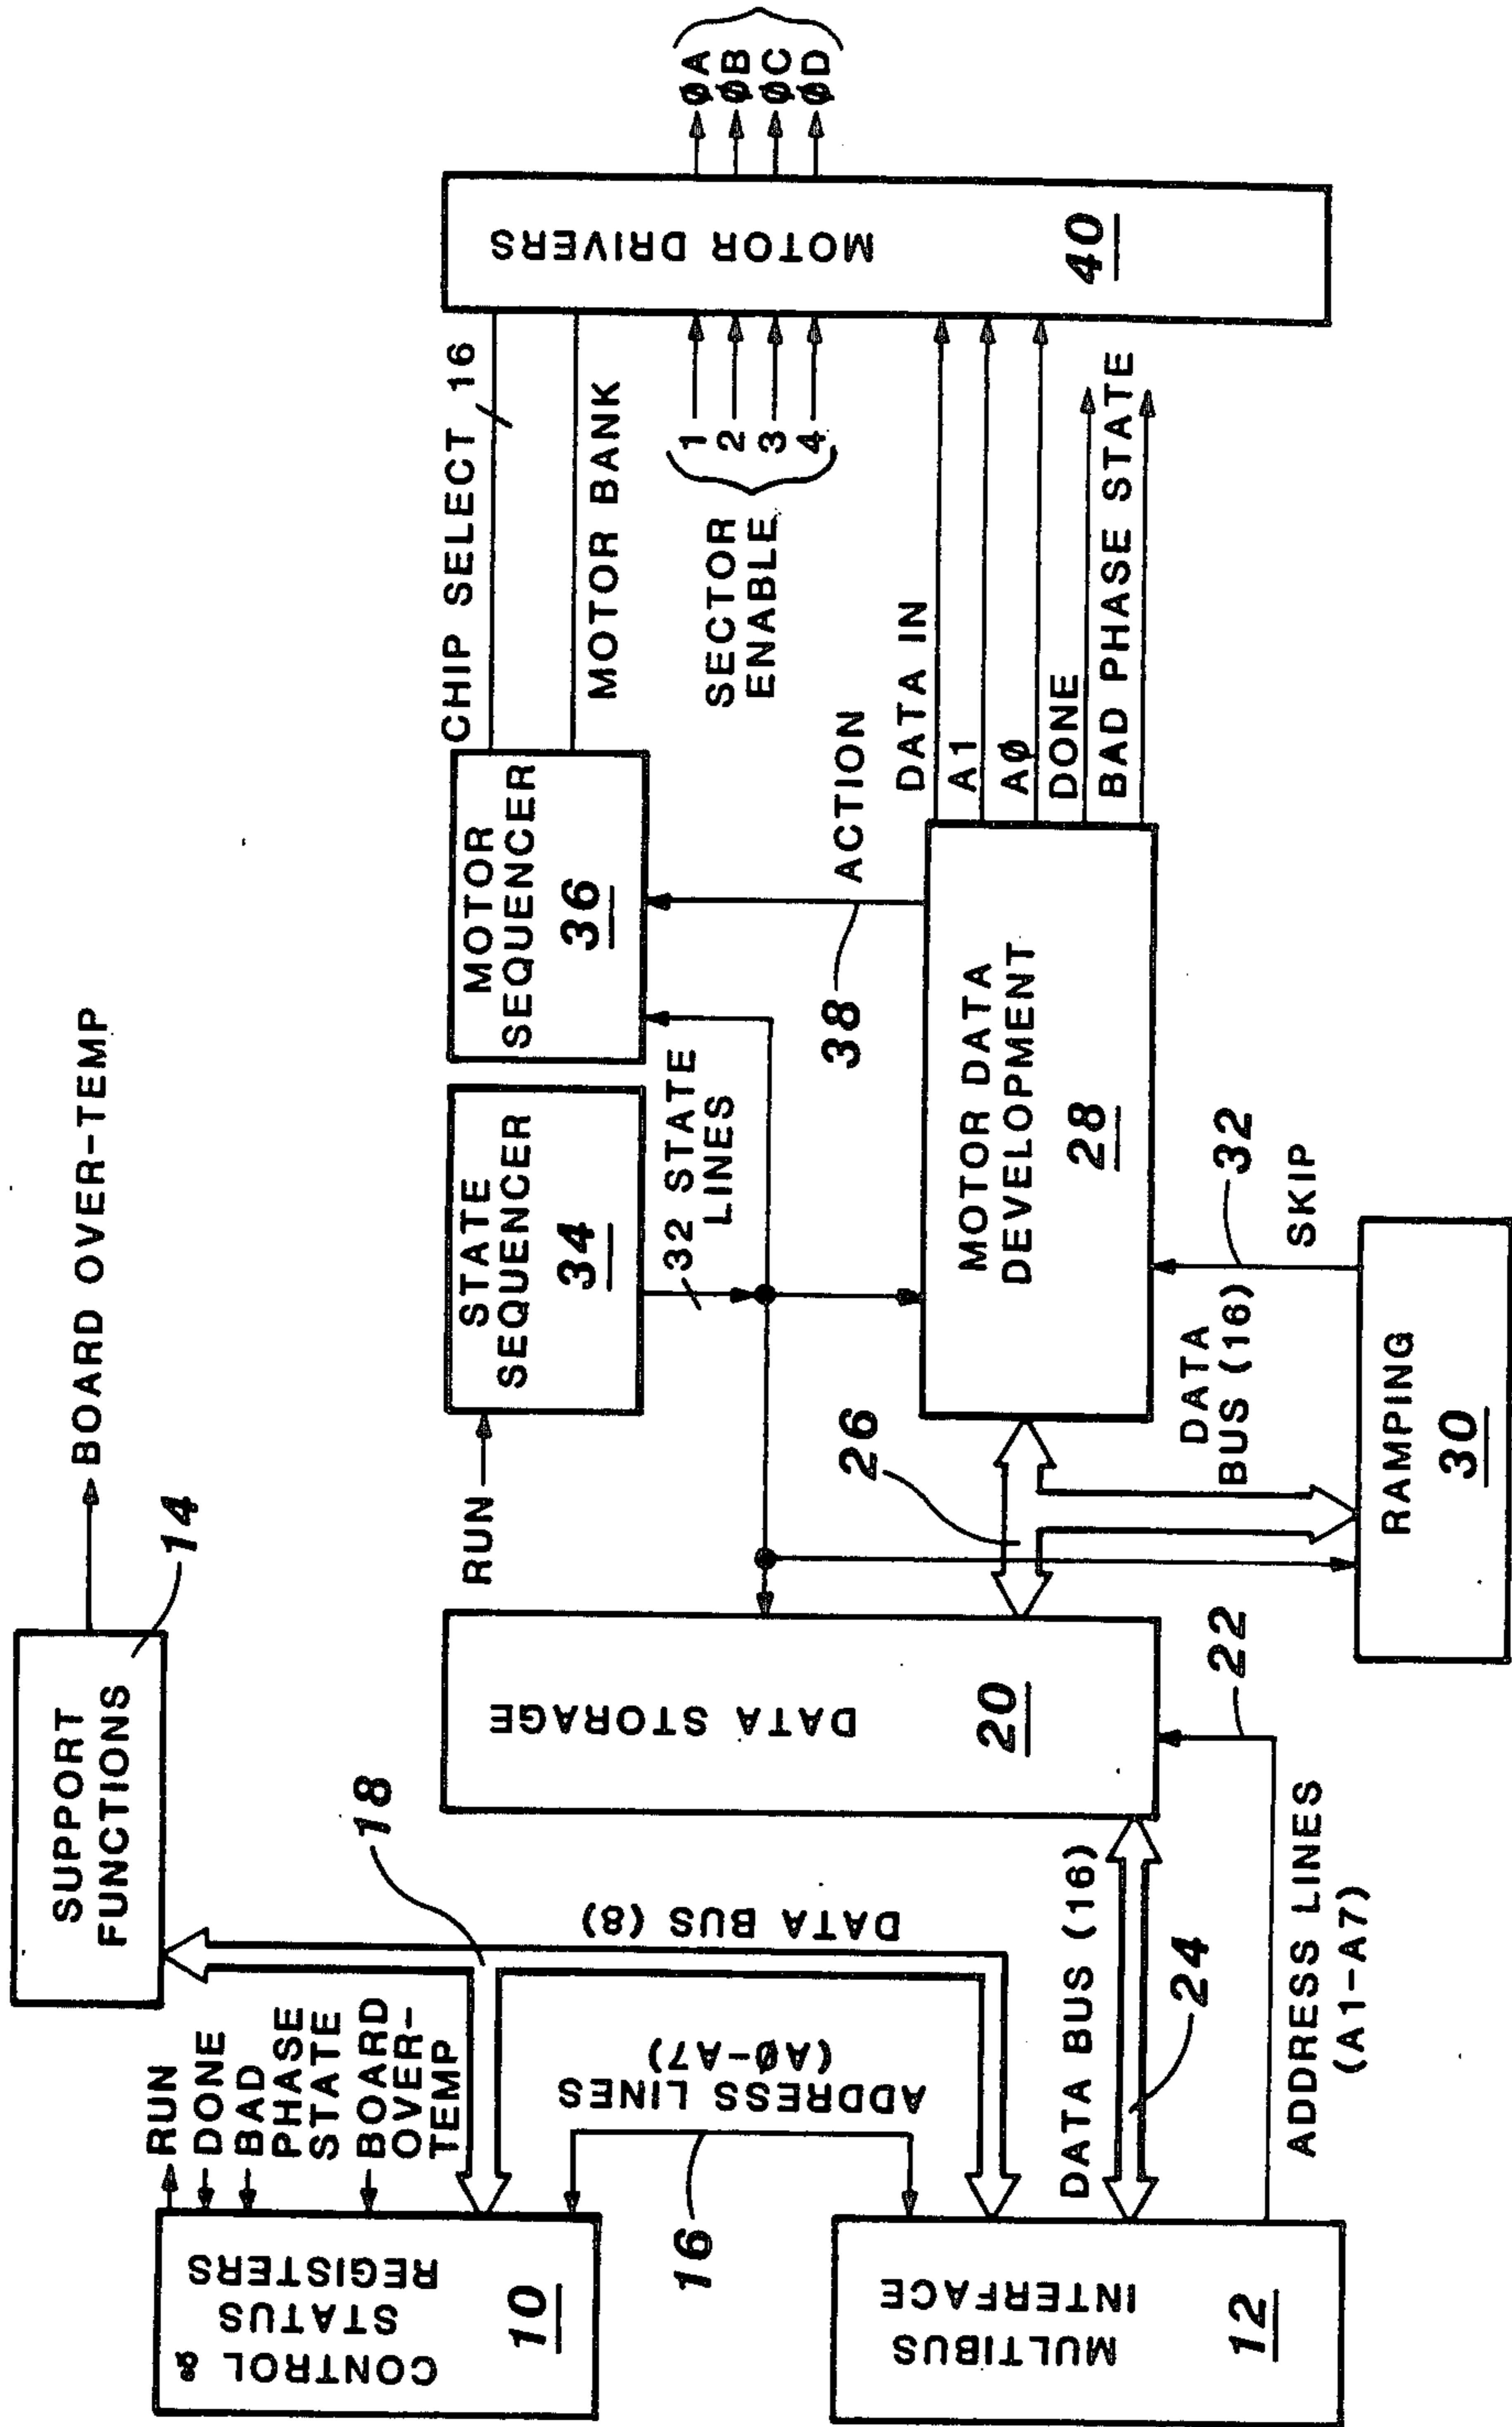 BOARD OVER-TEMP
SUPPORT
FUNCTIONS
14
RUN
DONE
BAD
PHASE
STATE
BOARD
OVER-
TEMP
CONTROL &
STATUS
REGISTERS
10
18
DATA BUS (8)
16
ADDRESS LINES
(AØ-A7)
MULTIBUS
INTERFACE
12
DATA BUS (16)
24
ADDRESS LINES
(A1-A7)
22
DATA STORAGE
20
RUN
STATE
SEQUENCER
34
32 STATE
LINES
MOTOR
SEQUENCER
36
CHIP SELECT 16
MOTOR BANK
SECTOR
ENABLE
1
2
3
4
ACTION
38
26
MOTOR DATA
DEVELOPMENT
28
DATA
BUS (16)
SKIP
32
RAMPING
30
DATA IN
A1
AØ
DONE
BAD PHASE STATE
MOTOR DRIVERS
40
ØA
ØB
ØC
ØD